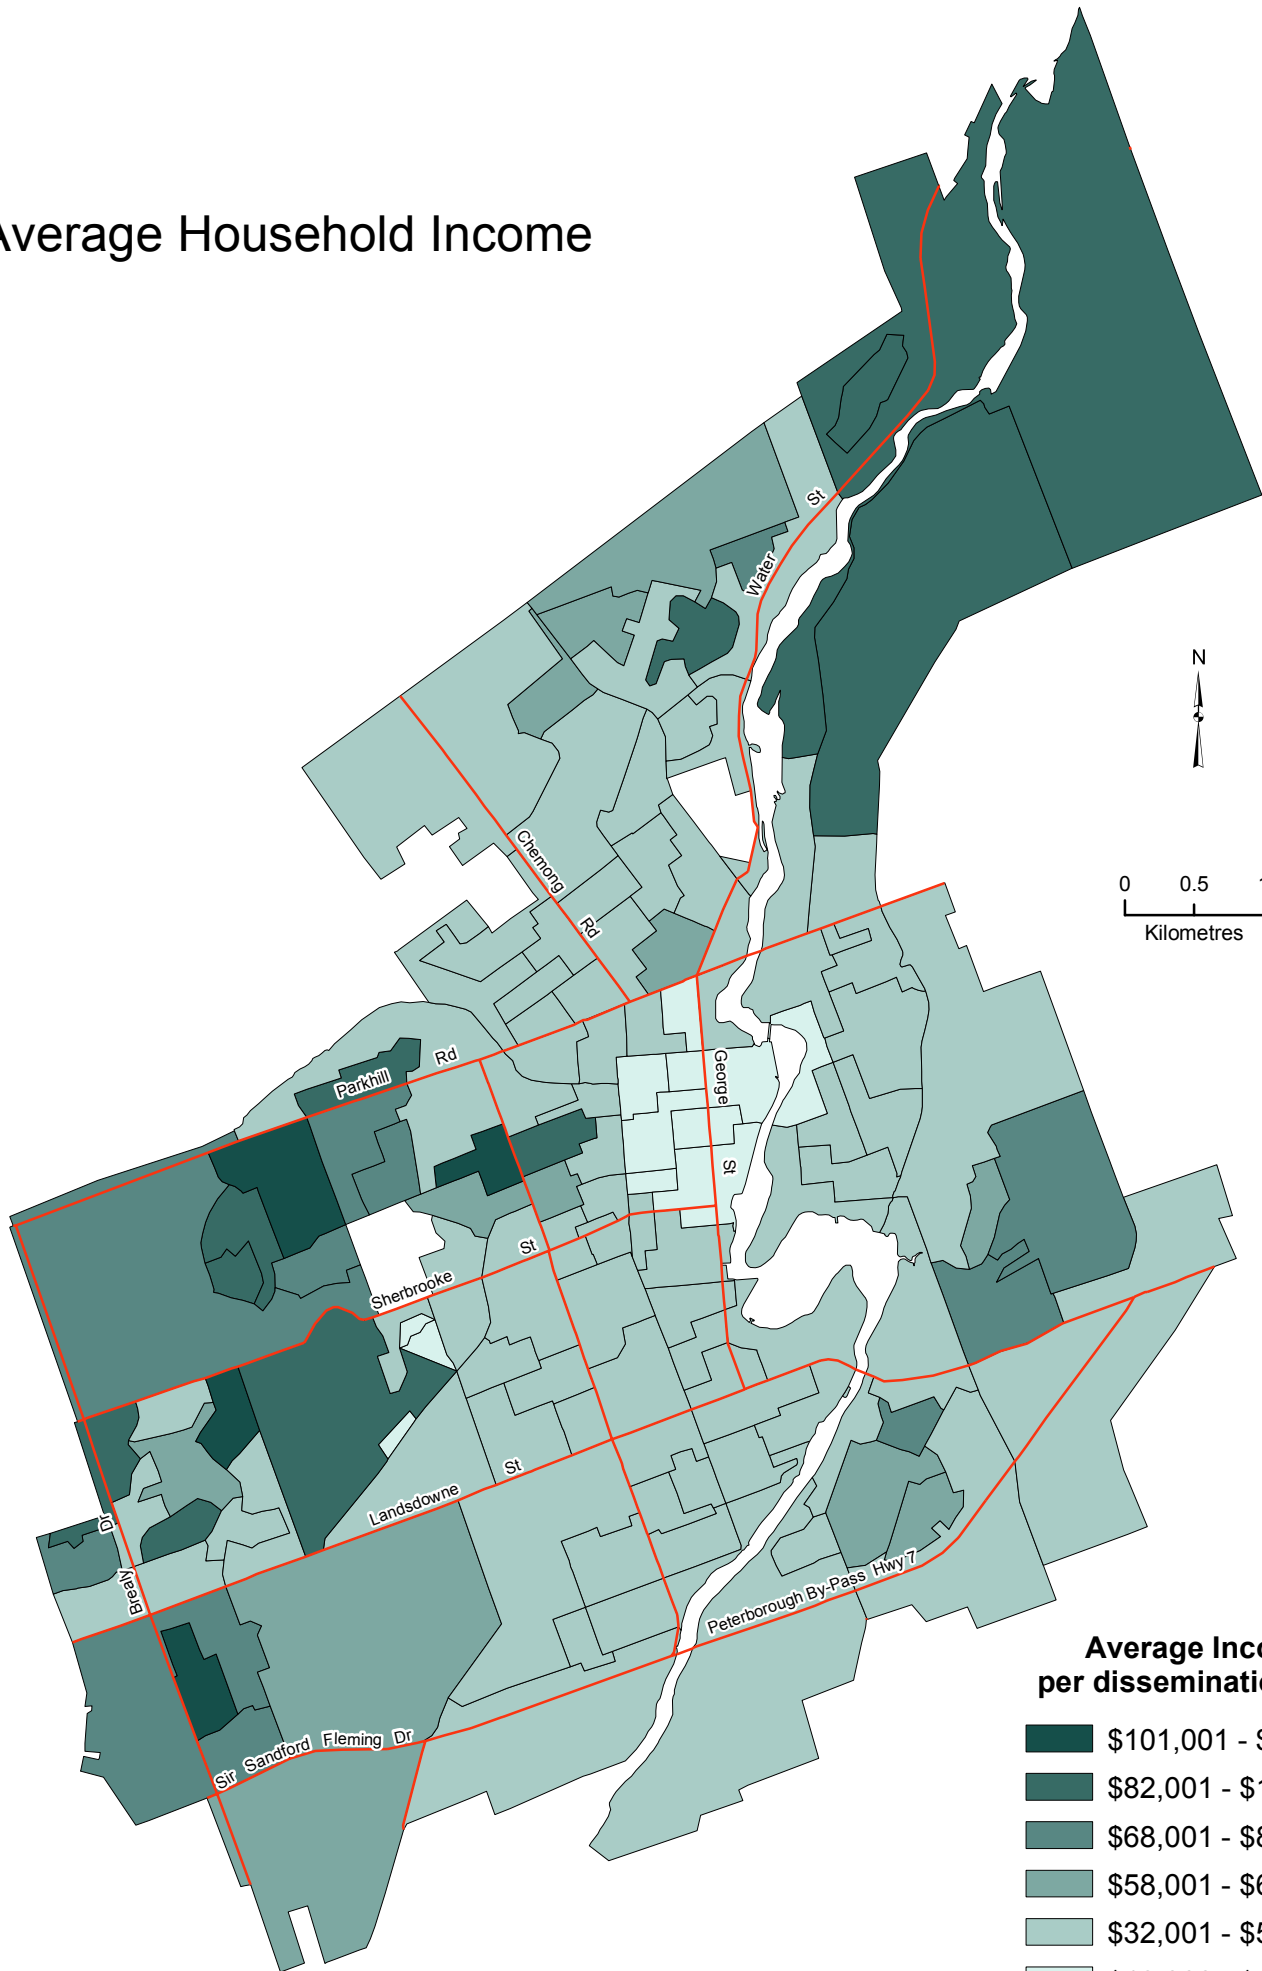 Average Household Income
St
Water
N
Chemong
Rd
0 0.5
Kilometres
Parkhill
Rd
George
St
Sherbrooke
St
Landsdowne
St
Dr
Brealy
Peterborough By-Pass Hwy 7
Sir Sandford Fleming Dr
Average Inco
per disseminatio
$101,001 - $
$82,001 - $1
$68,001 - $8
$58,001 - $6
$32,001 - $5